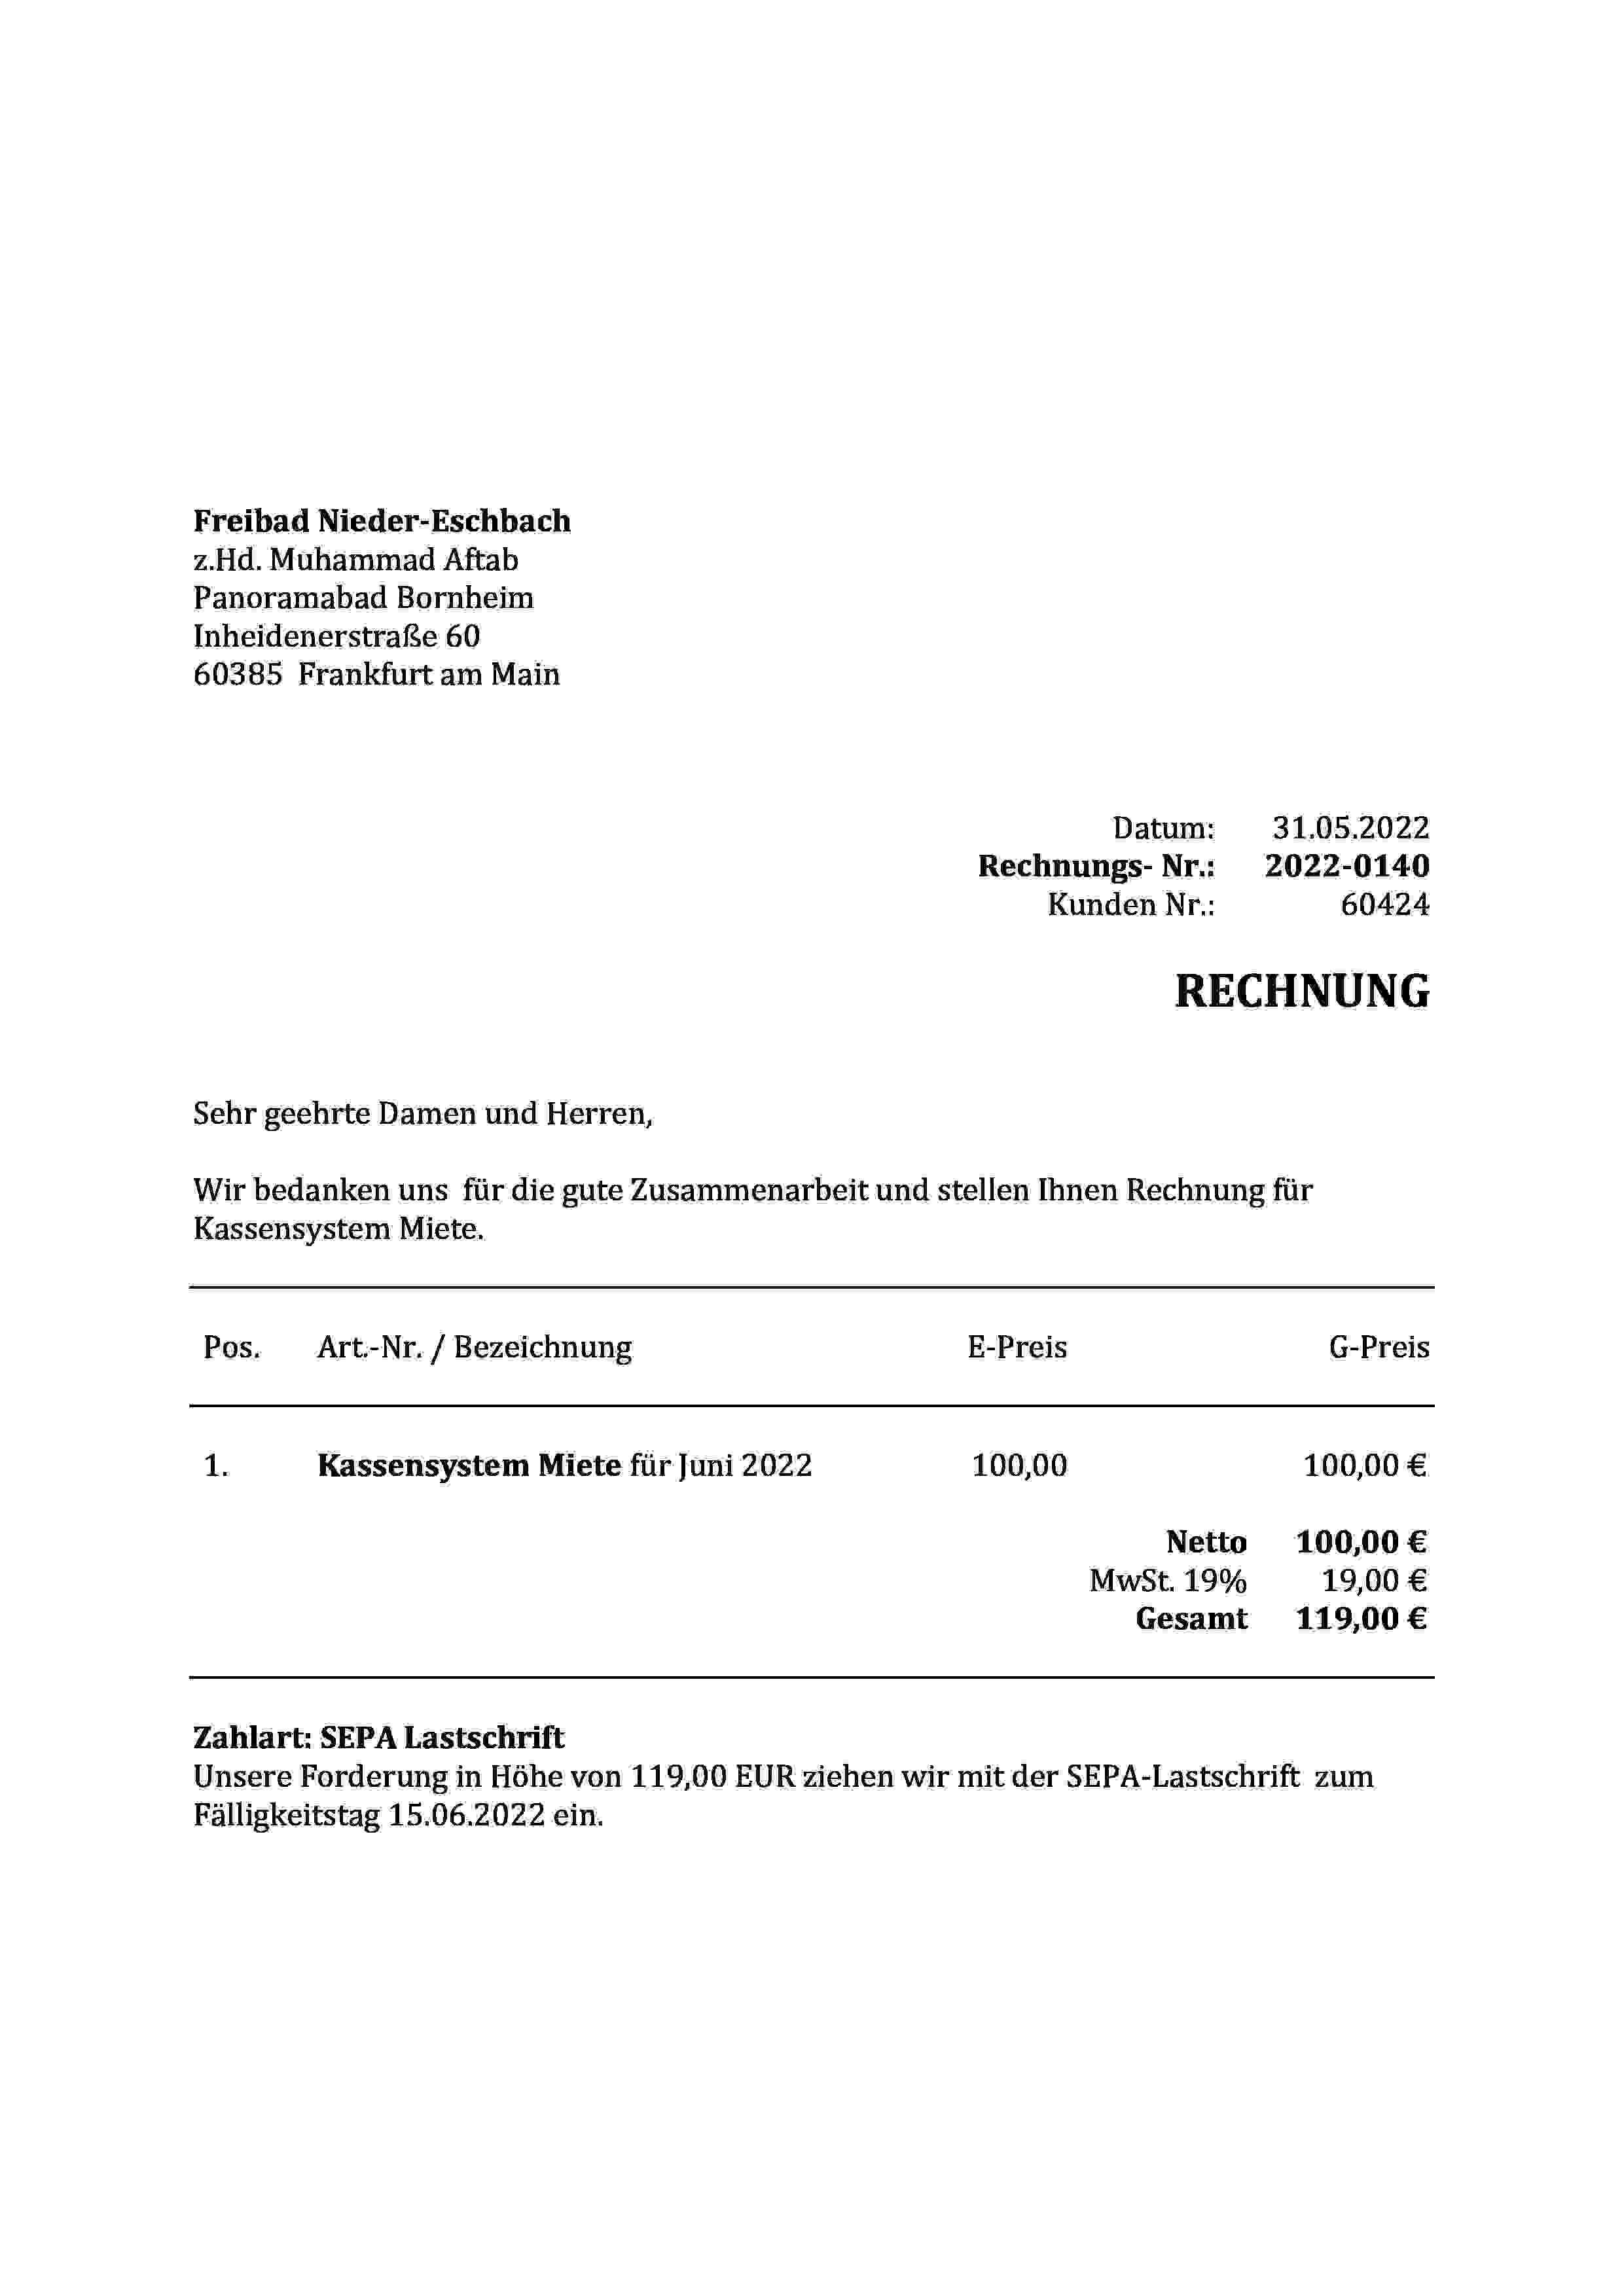 Freibad Nieder-Eschbach
z.Hd. Muhammad Aftab
Panoramabad Bornheim
Inheidenerstraße 60
60385 Frankfurt am Main
Datum: 31.05.2022
Rechnungs- Nr.: 2022-0140
Kunden Nr.: 60424
RECHNUNG
Sehr geehrte Damen und Herren,
Wir bedanken uns für die gute Zusammenarbeit und stellen Ihnen Rechnung für
Kassensystem Miete.
Pos. Art.-Nr. / Bezeichnung E-Preis G-Preis
1. Kassensystem Miete für Juni 2022 100,00 100,00 €
Netto 100,00 €
MwSt. 19% 19,00 €
Gesamt 119,00 €
Zahlart: SEPA Lastschrift
Unsere Forderung in Höhe von 119,00 EUR ziehen wir mit der SEPA-Lastschrift zum
Fälligkeitstag 15.06.2022 ein.